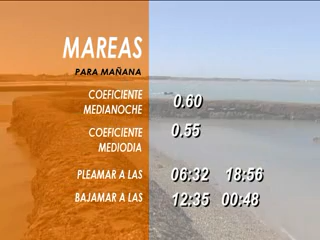 MAREAS
PARA MAÑANA
COEFICIENTE
MEDIANOCHE 0.60
COEFICIENTE
MEDIODIA 0.55
PLEAMAR A LAS 06:32 18:56
BAJAMAR A LAS 12:35 00:48